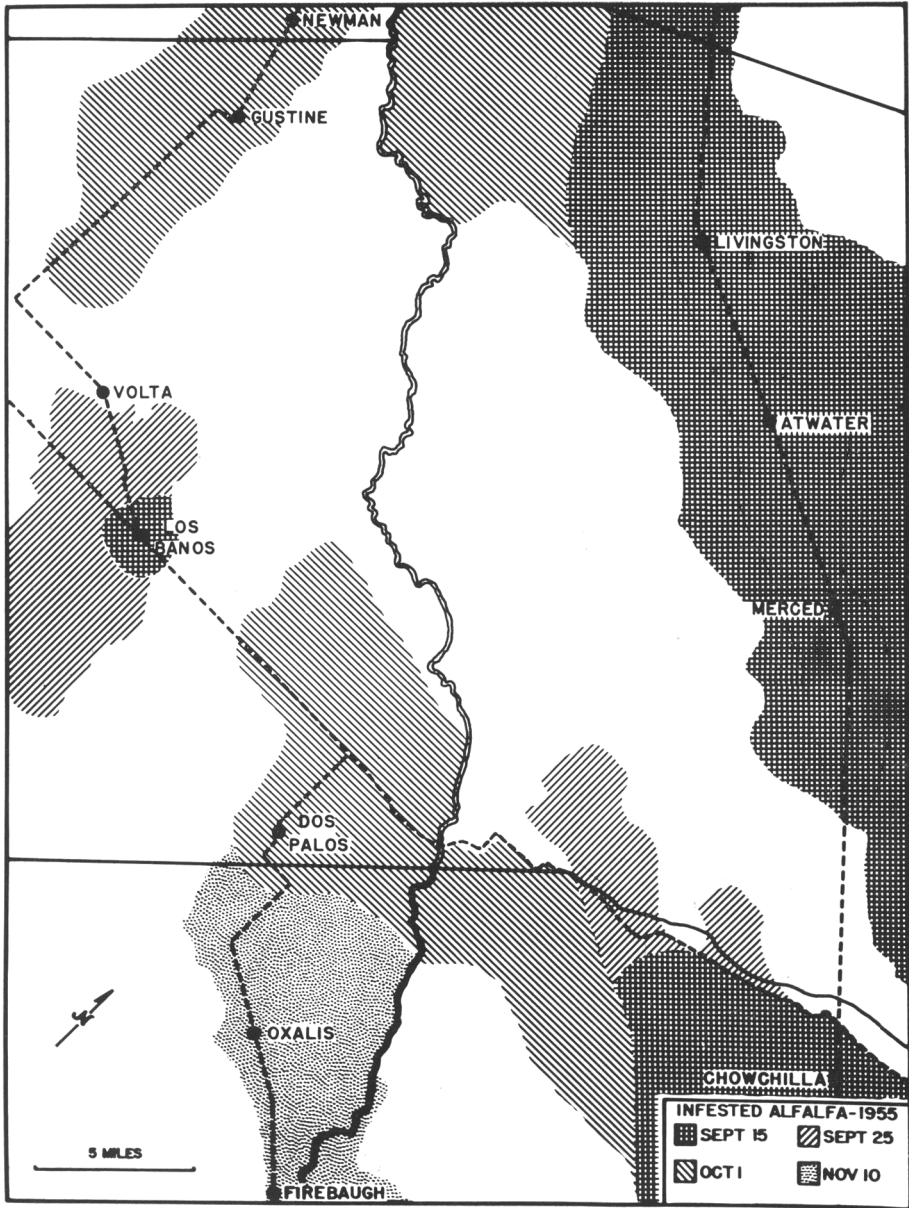 NEWMAN
GUSTINE
LIVINGSTON
VOLTA
ATWATER
LOS
BANOS
MERCED
DOS
PALOS
N
OXALIS
CHOWCHILLA
INFESTED ALFALFA-1955
SEPT 15 SEPT 25
5 MILES
OCT 1 NOV 10
FIREBAUGH